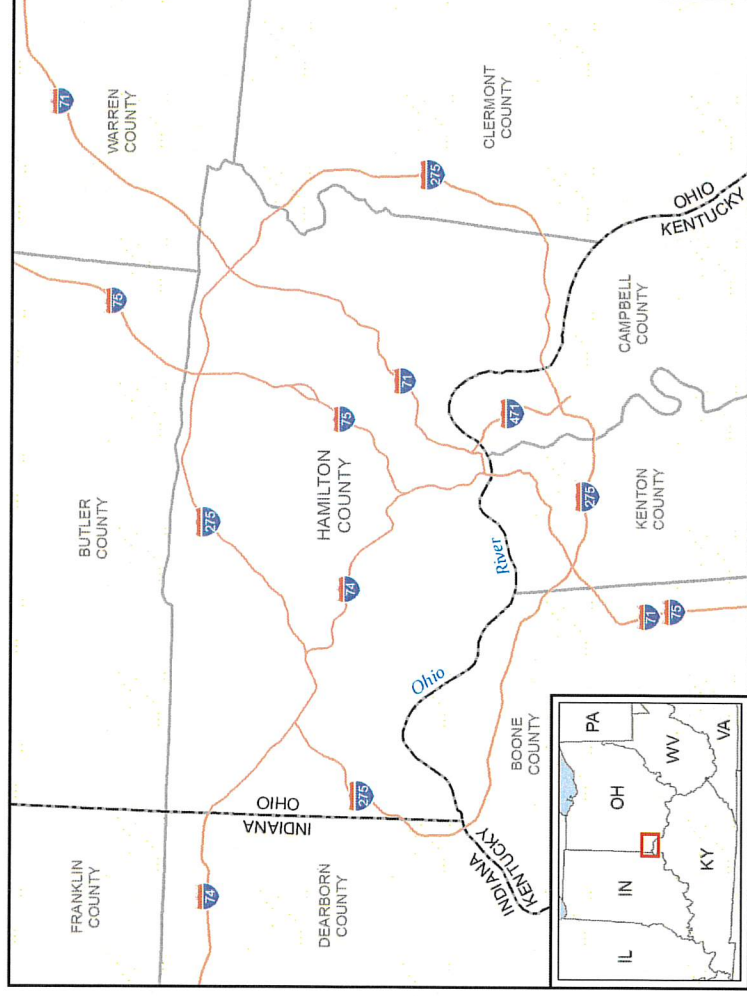 FRANKLIN
COUNTY
BUTLER
COUNTY
WARREN
COUNTY
71
75
74
275
INDIANA
OHIO
DEARBORN
COUNTY
275
74
HAMILTON
COUNTY
75
71
275
CLERMONT
COUNTY
Ohio
River
INDIANA
KENTUCKY
BOONE
COUNTY
471
275
KENTON
COUNTY
CAMPBELL
COUNTY
OHIO
KENTUCKY
71
75
IL
IN
OH
PA
WV
VA
KY